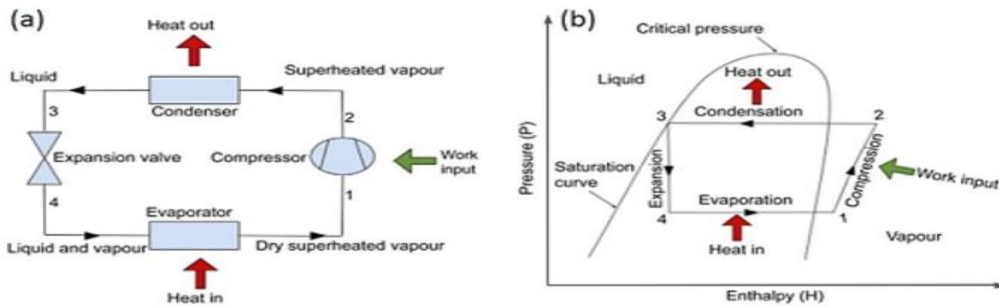 (a)
Heat out
Liquid
Superheated vapour
Condenser
3
2
Expansion valve
Compressor
Work
input
4
1
Evaporator
Liquid and vapour
Dry superheated vapour
Heat in
(b)
Critical pressure
Liquid
Heat out
3
Condensation
2
Pressure (P)
Saturation
curve
Expansion
Compression
Work input
Evaporation
4
1
Heat in
Vapour
Enthalpy (H)